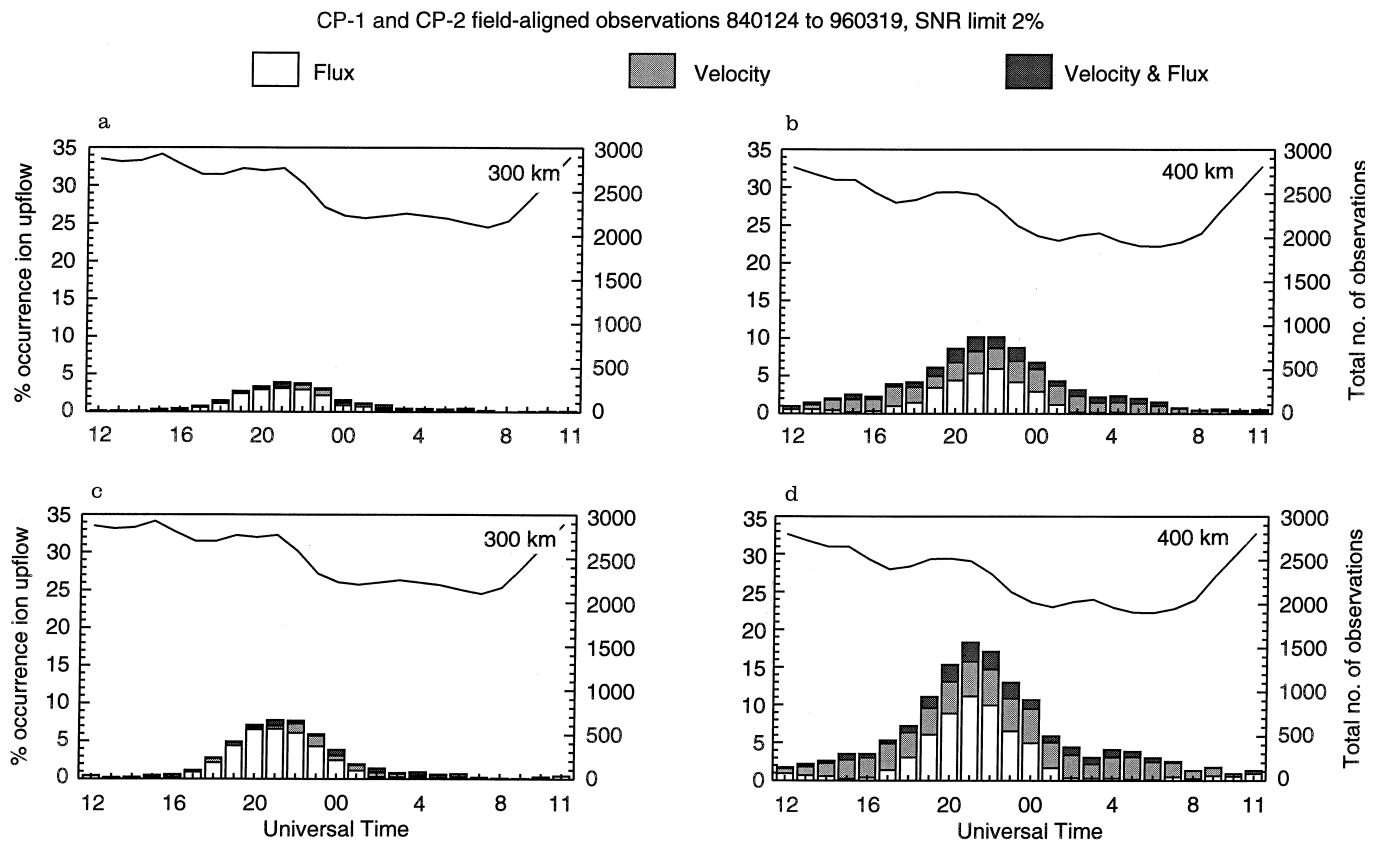 CP-1 and CP-2 field-aligned observations 840124 to 960319, SNR limit 2%
Flux Velocity Velocity & Flux
a
35 30 25 20 15 10 5 0
% occurrence ion upflow
300 km
3000 2500 2000 1500 1000 500 0
12 16 20 00 4 8 11
b
35 30 25 20 15 10 5 0
400 km
3000 2500 2000 1500 1000 500 0
Total no. of observations
12 16 20 00 4 8 11
c
35 30 25 20 15 10 5 0
% occurrence ion upflow
300 km
3000 2500 2000 1500 1000 500 0
12 16 20 00 4 8 11
Universal Time
d
35 30 25 20 15 10 5 0
400 km
3000 2500 2000 1500 1000 500 0
Total no. of observations
12 16 20 00 4 8 11
Universal Time